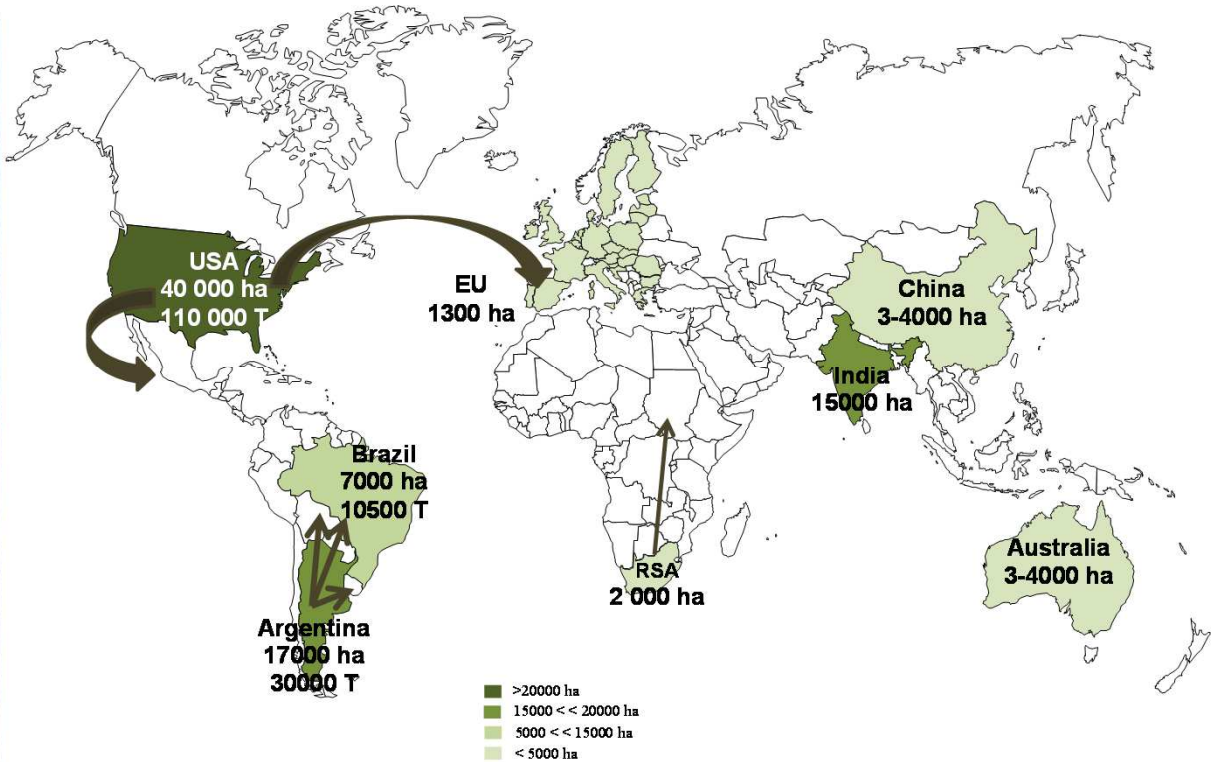 USA
40 000 ha
110 000 T
EU
1300 ha
China
3-4000 ha
India
15000 ha
Brazil
7000 ha
10500 T
RSA
2 000 ha
Australia
3-4000 ha
Argentina
17000 ha
30000 T
>20000 ha
15000 < < 20000 ha
5000 < < 15000 ha
< 5000 ha